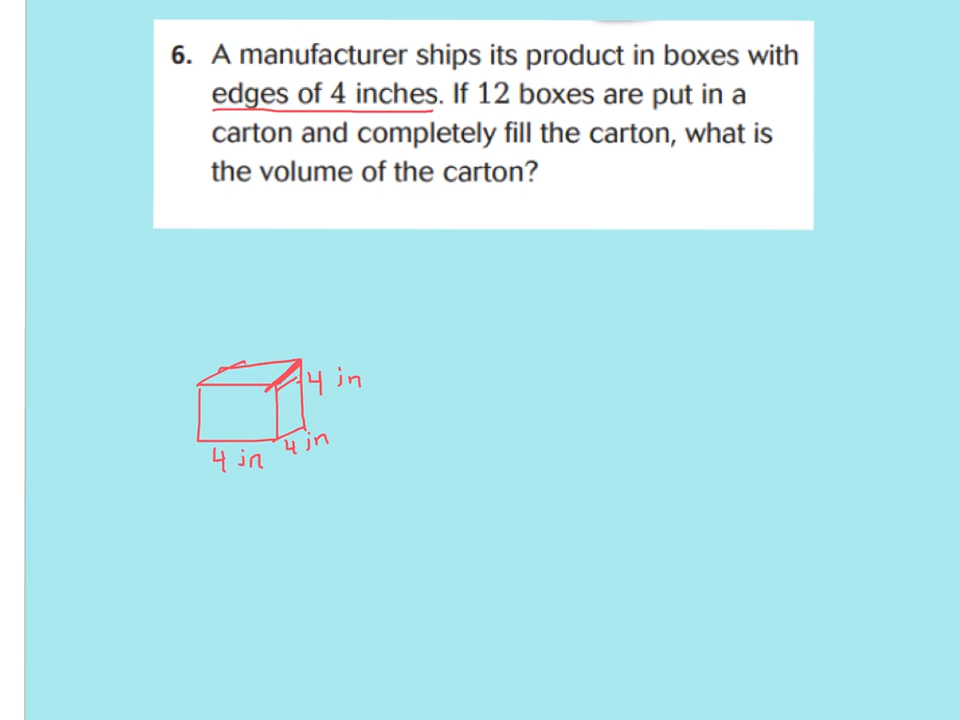 6. A manufacturer ships its product in boxes with
edges of 4 inches. If 12 boxes are put in a
carton and completely fill the carton, what is
the volume of the carton?
4 in
4 in
4 in